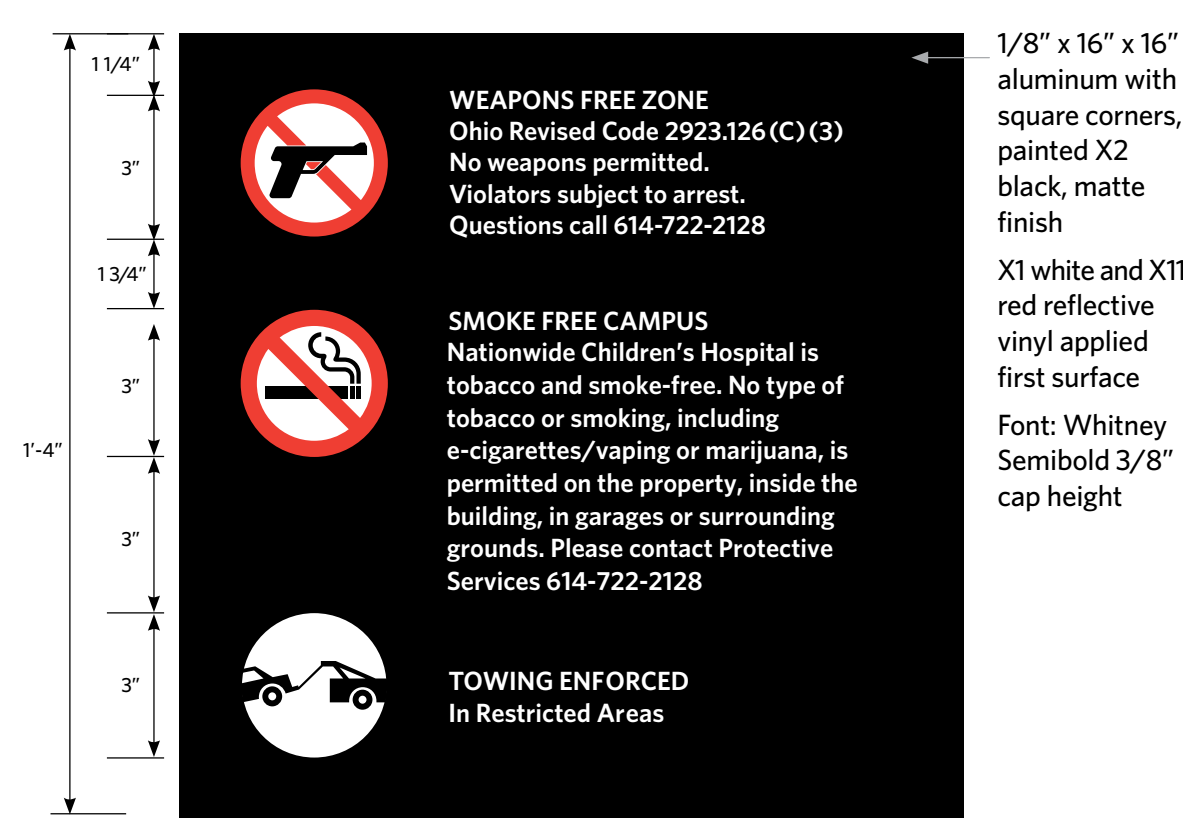 1'-4"
1 1/4"
3"
1 3/4"
3"
3"
3"
WEAPONS FREE ZONE
Ohio Revised Code 2923.126 (C) (3)
No weapons permitted.
Violators subject to arrest.
Questions call 614-722-2128
SMOKE FREE CAMPUS
Nationwide Children’s Hospital is
tobacco and smoke-free. No type of
tobacco or smoking, including
e-cigarettes/vaping or marijuana, is
permitted on the property, inside the
building, in garages or surrounding
grounds. Please contact Protective
Services 614-722-2128
TOWING ENFORCED
In Restricted Areas
1/8” x 16” x 16”
aluminum with
square corners,
painted X2
black, matte
finish
X1 white and X11
red reflective
vinyl applied
first surface
Font: Whitney
Semibold 3/8”
cap height